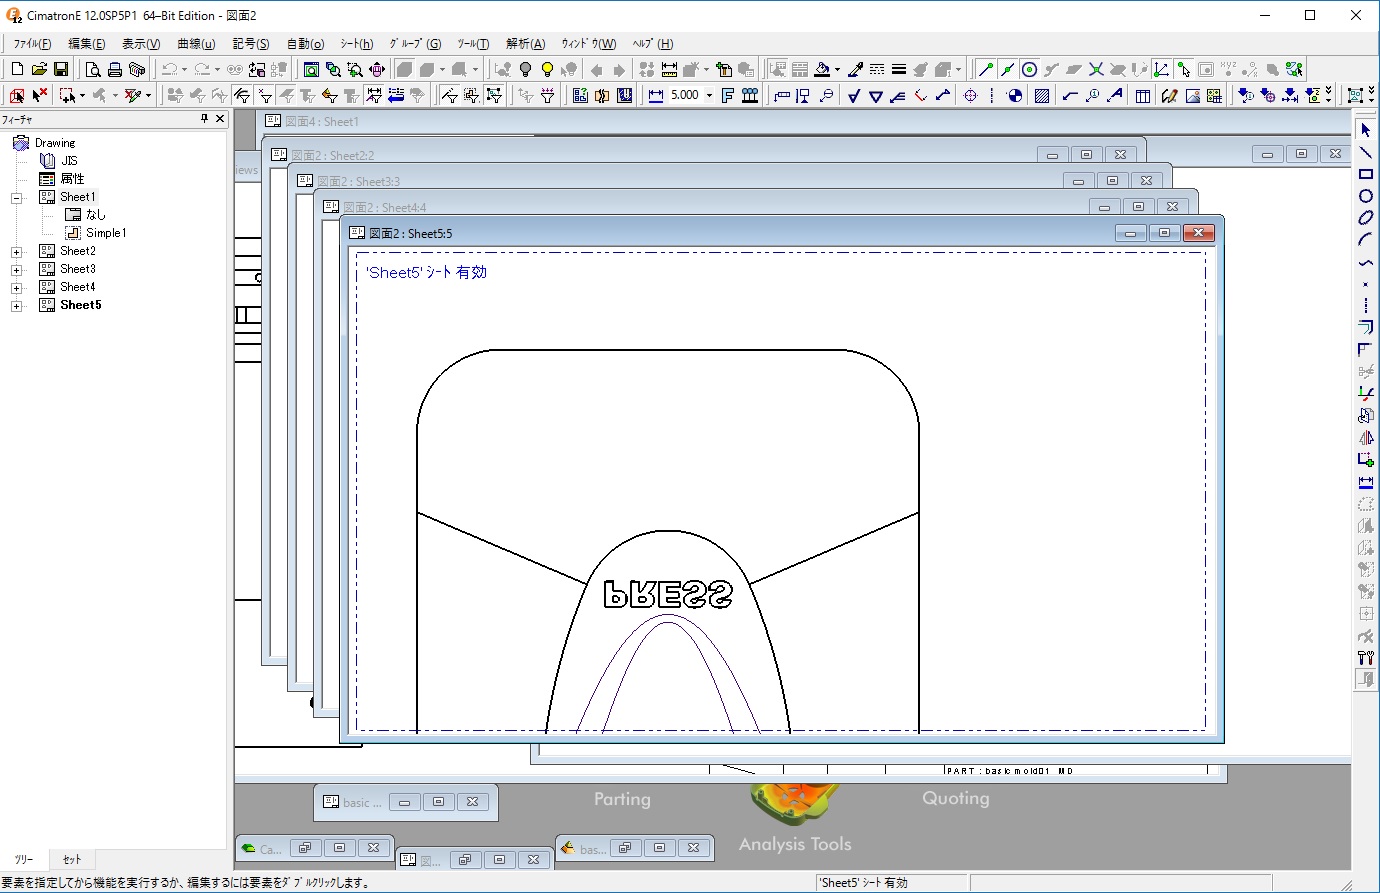 CimatronE 12.0SP5P1 64-Bit Edition - 図面2
ﾌｧｲﾙ(F) 編集(E) 表示(V) 曲線(u) 記号(S) 自動(o) ｼｰﾄ(h) ｸﾞﾙｰﾌﾟ(G) ﾂｰﾙ(T) 解析(A) ｳｨﾝﾄﾞｳ(W) ﾍﾙﾌﾟ(H)
5.000
ﾌｨｰﾁｬ
Drawing
JIS
属性
Sheet1
なし
Simple1
Sheet2
Sheet3
Sheet4
Sheet5
図面4 : Sheet1
図面2 : Sheet2:2
iews
図面2 : Sheet3:3
図面2 : Sheet4:4
図面2 : Sheet5:5
'Sheet5' ｼｰﾄ 有効
PRESS
PART : basic mold01_MD
basic ...
Parting
Quoting
Analysis Tools
Ca...
図...
bas...
ﾂﾘｰ ｾｯﾄ
要素を指定してから機能を実行するか、編集するには要素をﾀﾞﾌﾞﾙｸﾘｯｸします。
'Sheet5' ｼｰﾄ 有効